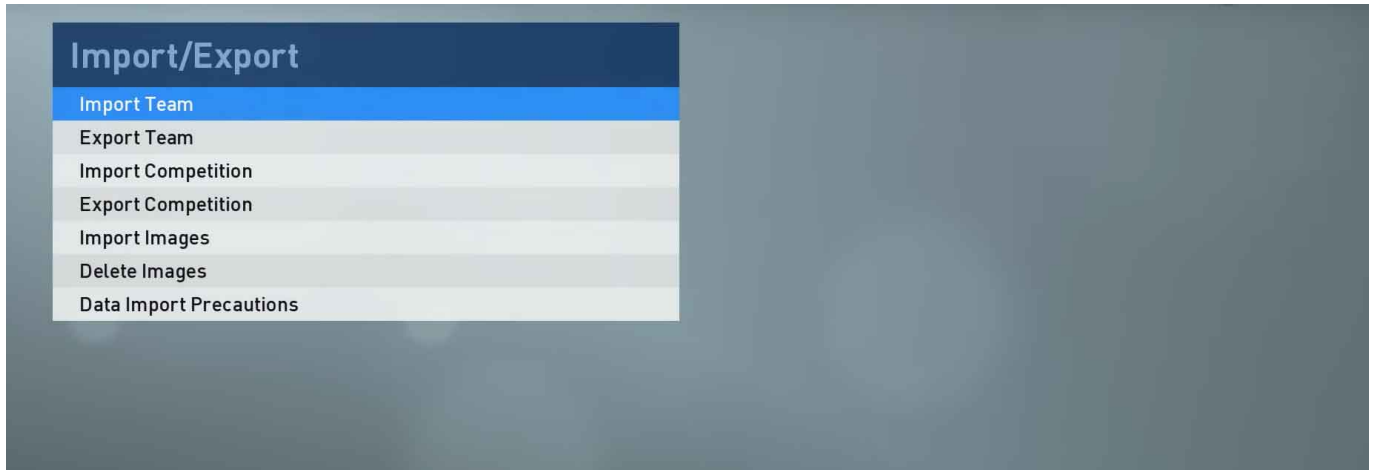 Import/Export
Import Team
Export Team
Import Competition
Export Competition
Import Images
Delete Images
Data Import Precautions